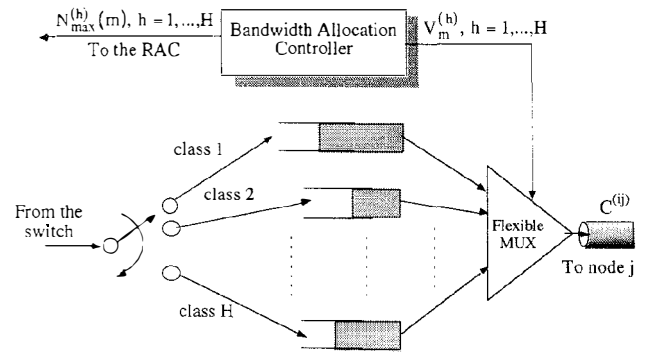 N_max^(h)(m), h = 1,...,H
To the RAC
Bandwidth Allocation
Controller
V_m^(h), h = 1,...,H
class 1
class 2
From the
switch
Flexible
MUX
C^(ij)
To node j
class H